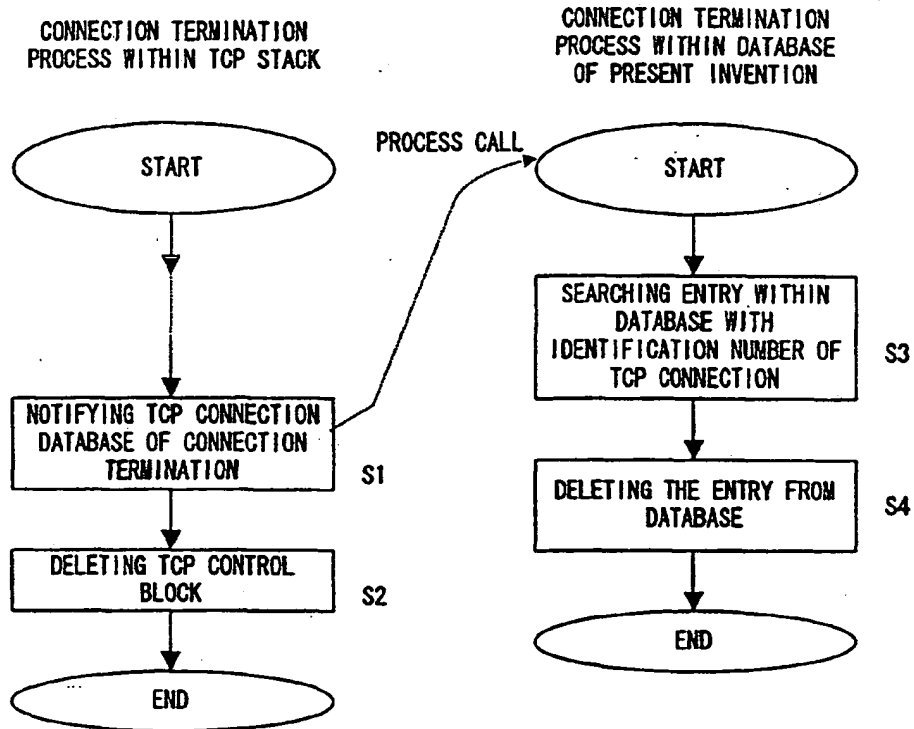 CONNECTION TERMINATION
PROCESS WITHIN TCP STACK
START
NOTIFYING TCP CONNECTION
DATABASE OF CONNECTION
TERMINATION
S1
DELETING TCP CONTROL
BLOCK
S2
END
PROCESS CALL
CONNECTION TERMINATION
PROCESS WITHIN DATABASE
OF PRESENT INVENTION
START
SEARCHING ENTRY WITHIN
DATABASE WITH
IDENTIFICATION NUMBER OF
TCP CONNECTION
S3
DELETING THE ENTRY FROM
DATABASE
S4
END